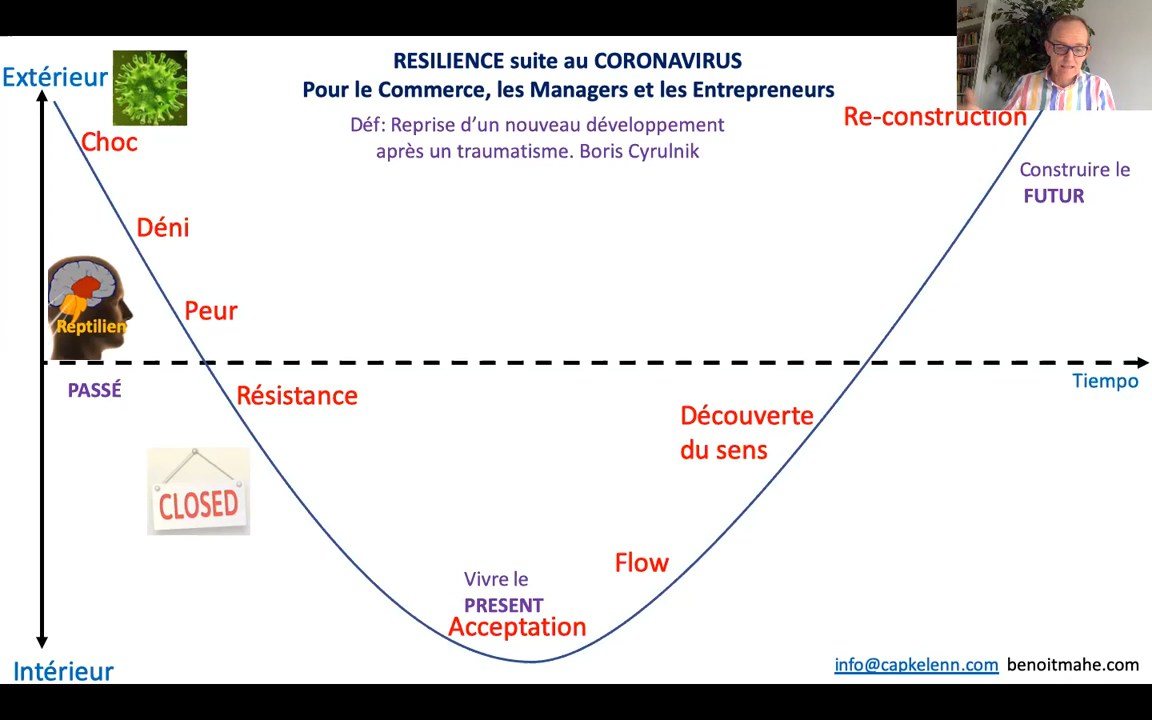 RESILIENCE suite au CORONAVIRUS
Pour le Commerce, les Managers et les Entrepreneurs
Déf: Reprise d'un nouveau développement
après un traumatisme. Boris Cyrulnik
Extérieur
Choc
Déni
Reptilien
Peur
PASSÉ
Résistance
CLOSED
Vivre le
PRESENT
Acceptation
Flow
Découverte
du sens
Re-construction
Construire le
FUTUR
Tiempo
Intérieur
info@capkelenn.com benoitmahe.com